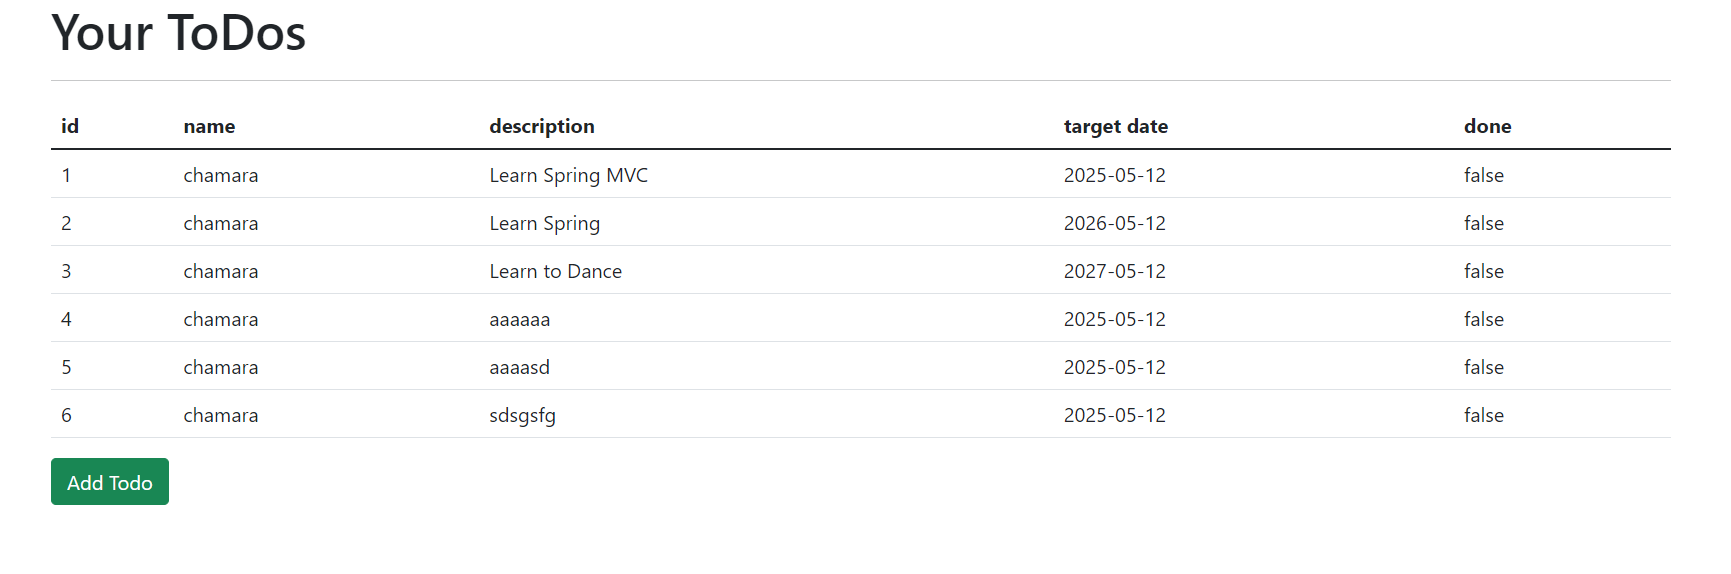 Your ToDos
id name description target date done
1 chamara Learn Spring MVC 2025-05-12 false
2 chamara Learn Spring 2026-05-12 false
3 chamara Learn to Dance 2027-05-12 false
4 chamara aaaaaa 2025-05-12 false
5 chamara aaaasd 2025-05-12 false
6 chamara sdsgsfg 2025-05-12 false
Add Todo